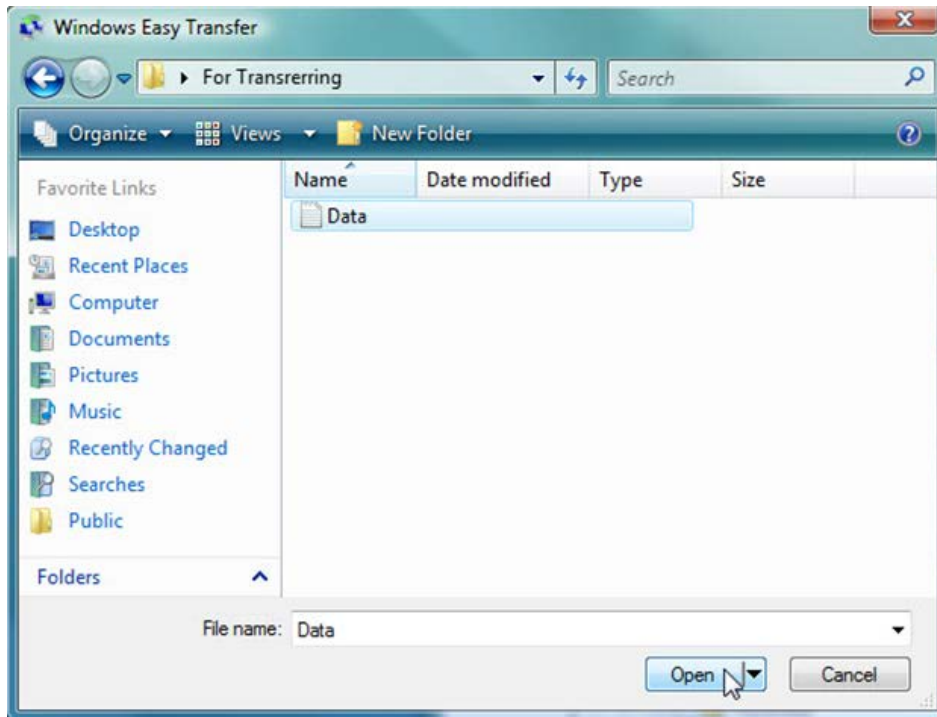 Windows Easy Transfer
For Transrerring
Search
Organize Views New Folder
Favorite Links
Desktop
Recent Places
Computer
Documents
Pictures
Music
Recently Changed
Searches
Public
Folders
Name Date modified Type Size
Data
File name: Data
Open Cancel